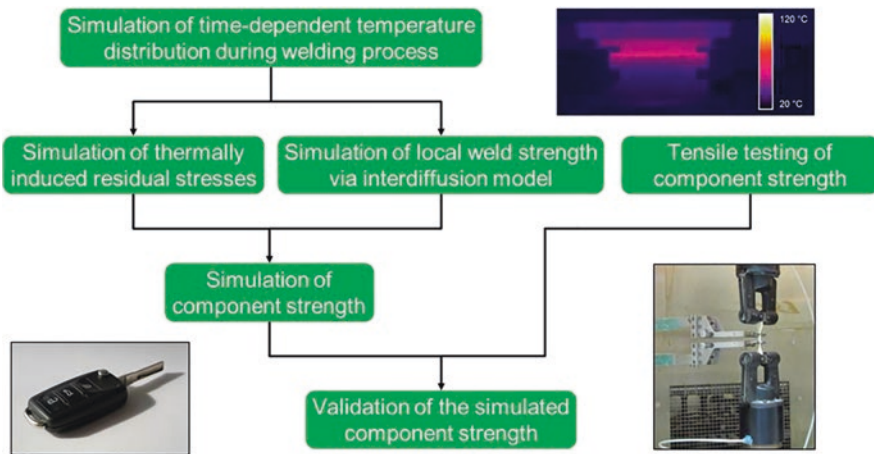 Simulation of time-dependent temperature
distribution during welding process
120 °C
20 °C
Simulation of thermally
induced residual stresses
Simulation of local weld strength
via interdiffusion model
Tensile testing of
component strength
Simulation of
component strength
Validation of the simulated
component strength